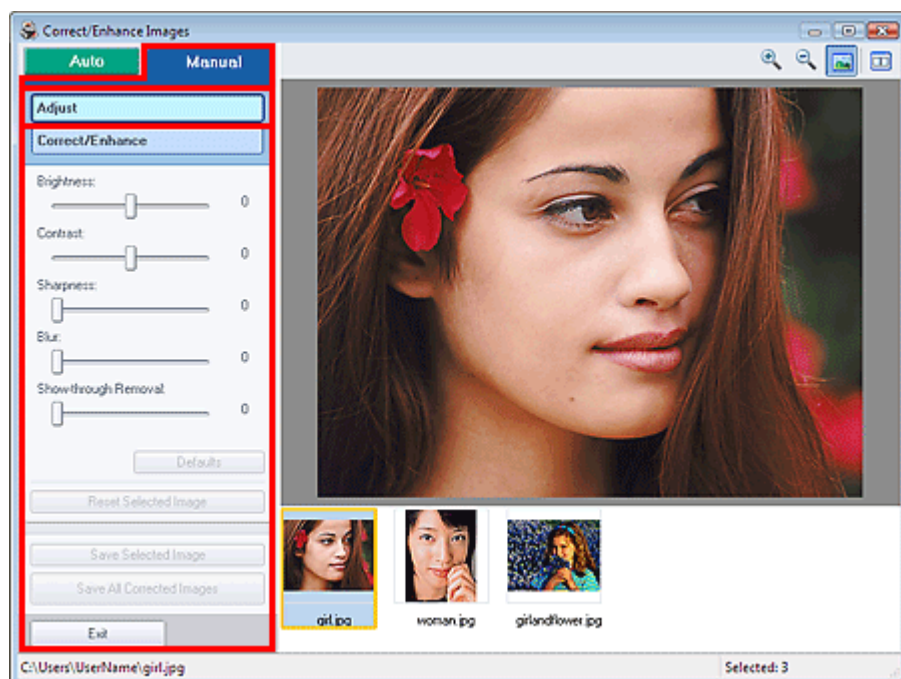 Correct/Enhance Images
Auto
Manual
Adjust
Correct/Enhance
Brightness:
0
Contrast:
0
Sharpness:
0
Blur:
0
Show-through Removal:
0
Defaults
Reset Selected Image
Save Selected Image
Save All Corrected Images
Exit
girl.jpg
woman.jpg
girlandflower.jpg
C:\Users\UserName\girl.jpg
Selected: 3